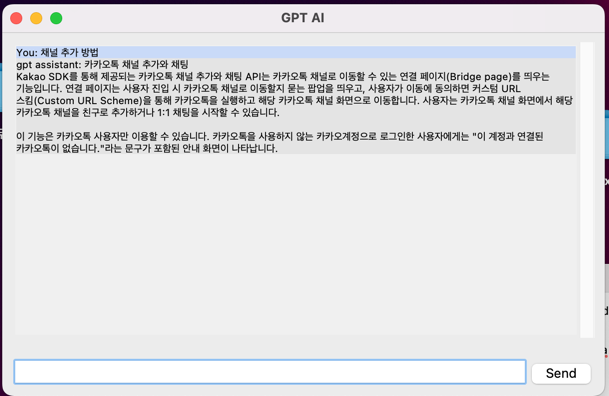 GPT AI
You: 채널 추가 방법
gpt assistant: 카카오톡 채널 추가와 채팅
Kakao SDK를 통해 제공되는 카카오톡 채널 추가와 채팅 API는 카카오톡 채널로 이동할 수 있는 연결 페이지(Bridge page)를 띄우는
기능입니다. 연결 페이지는 사용자 진입 시 카카오톡 채널로 이동할지 묻는 팝업을 띄우고, 사용자가 이동에 동의하면 커스텀 URL
스킴(Custom URL Scheme)을 통해 카카오톡을 실행하고 해당 카카오톡 채널 화면으로 이동합니다. 사용자는 카카오톡 채널 화면에서 해당
카카오톡 채널을 친구로 추가하거나 1:1 채팅을 시작할 수 있습니다.
이 기능은 카카오톡 사용자만 이용할 수 있습니다. 카카오톡을 사용하지 않는 카카오계정으로 로그인한 사용자에게는 "이 계정과 연결된
카카오톡이 없습니다."라는 문구가 포함된 안내 화면이 나타납니다.
Send